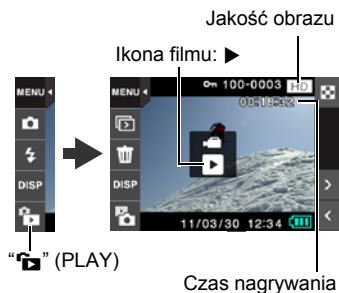 Jakość obrazu
Ikona filmu: ▶
MENU
DISP
MENU
100-0003 HD
00:18:32
DISP
11/03/30 12:34
" " (PLAY)
Czas nagrywania